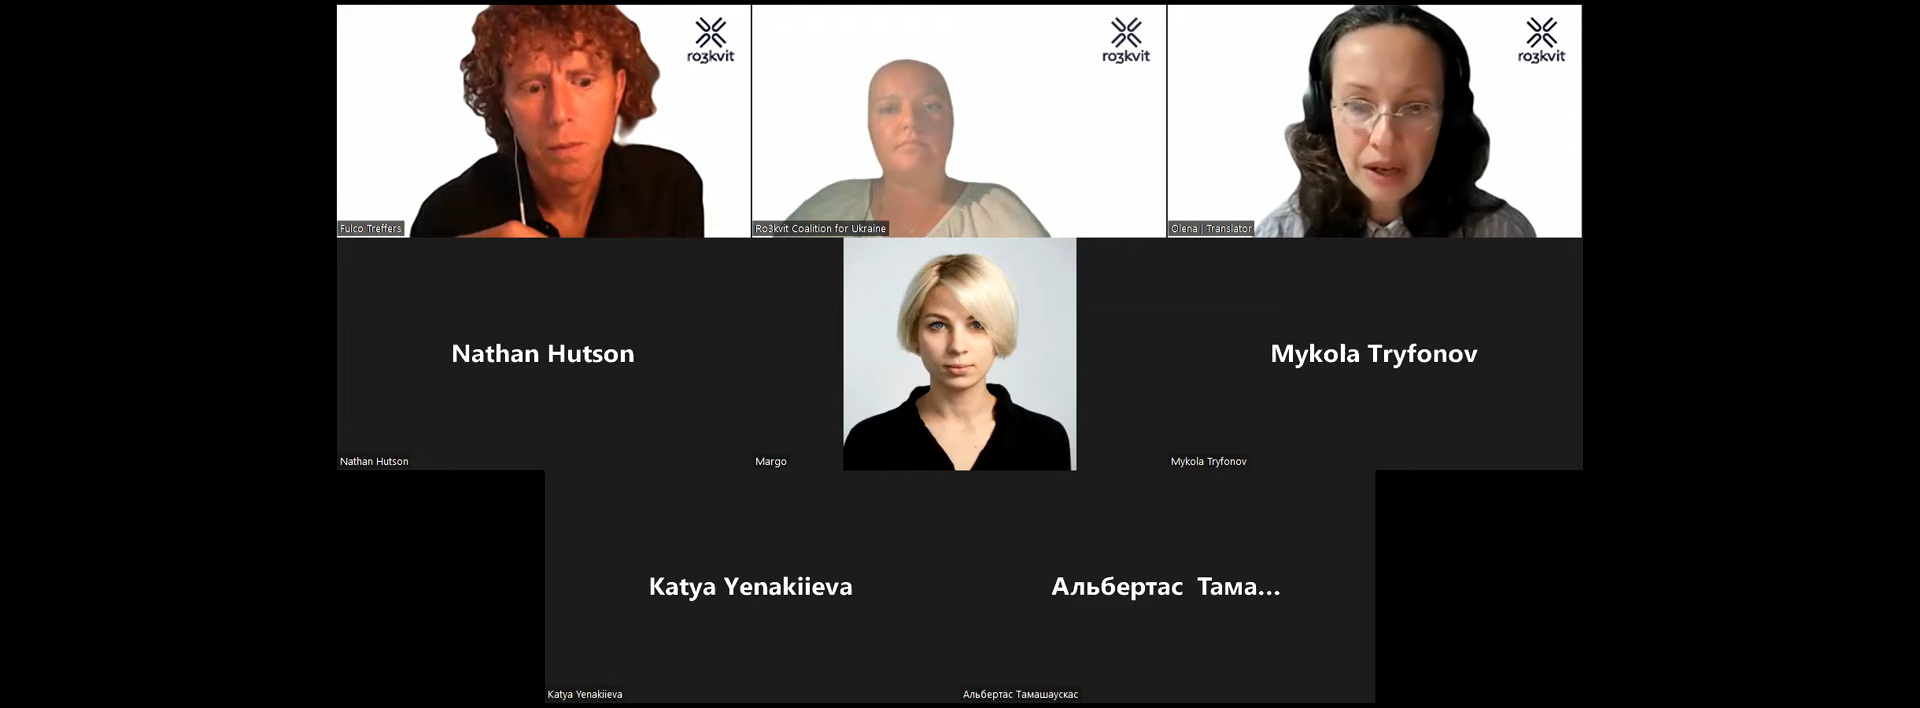 ro3kvit
ro3kvit
ro3kvit
Fulco Treffers
Ro3kvit Coalition for Ukraine
Olena | Translator
Nathan Hutson
Mykola Tryfonov
Nathan Hutson
Margo
Mykola Tryfonov
Katya Yenakiieva
Альбертас Тама...
Katya Yenakiieva
Альбертас Тамашаускас